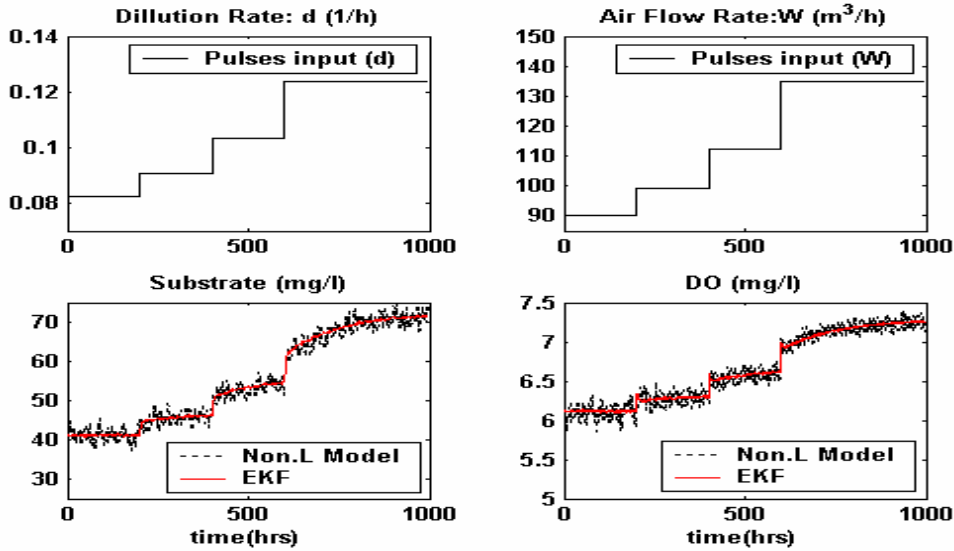 Dillution Rate: d (1/h)
0.14
0.12
0.1
0.08
0
500
1000
Pulses input (d)
Air Flow Rate:W (m³/h)
150
140
130
120
110
100
90
0
500
1000
Pulses input (W)
Substrate (mg/l)
70
60
50
40
30
0
500
1000
time(hrs)
Non.L Model
EKF
DO (mg/l)
7.5
7
6.5
6
5.5
5
0
500
1000
time(hrs)
Non.L Model
EKF